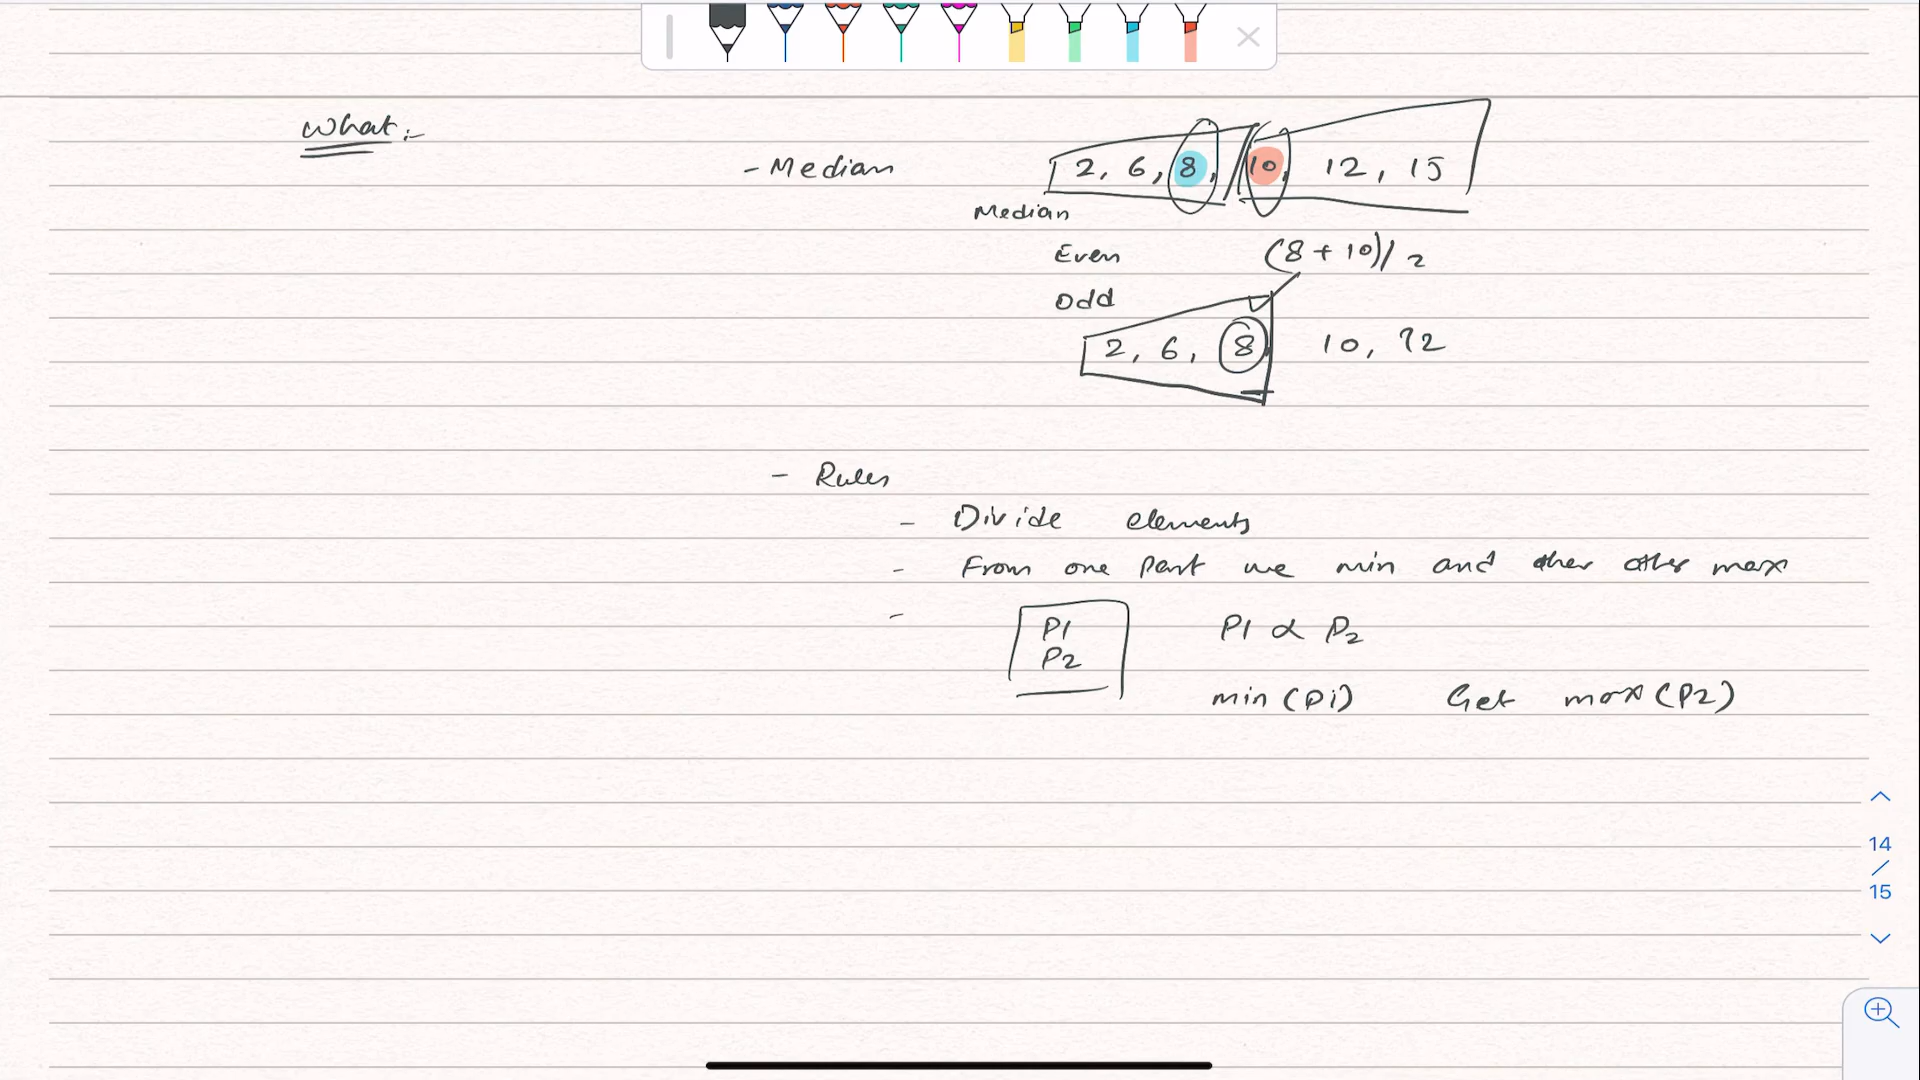 What :-
- Median 2, 6, 8, 10, 12, 15
Median
Even (8 + 10)/2
Odd
2, 6, 8 10, 12
- Rules
- Divide elements
- From one Part we min and other other max
- P1 P1 ∝ P2
P2
min (P1) Get max (P2)
14
/
15